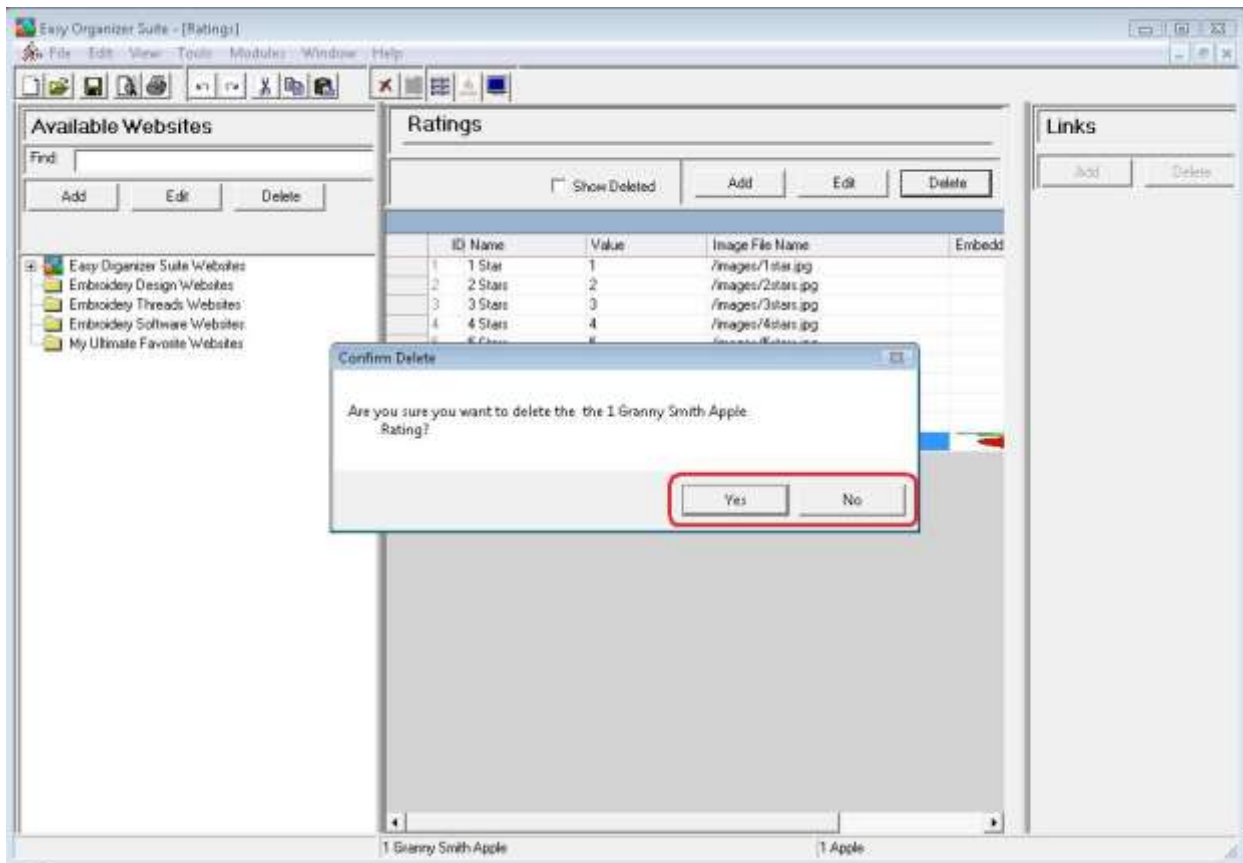 Easy Organizer Suite - [Ratings]
File Edit View Tools Modules Window Help
Available Websites
Find:
Add Edit Delete
Easy Organizer Suite Websites
Embroidery Design Websites
Embroidery Threads Websites
Embroidery Software Websites
My Ultimate Favorite Websites
Ratings
Show Deleted Add Edit Delete
ID Name Value Image File Name Embedd
1 1 Star 1 /images/1star.jpg
2 2 Stars 2 /images/2stars.jpg
3 3 Stars 3 /images/3stars.jpg
4 4 Stars 4 /images/4stars.jpg
Confirm Delete
Are you sure you want to delete the the 1 Granny Smith Apple
Rating?
Yes No
Links
Add Delete
1 Granny Smith Apple 1 Apple